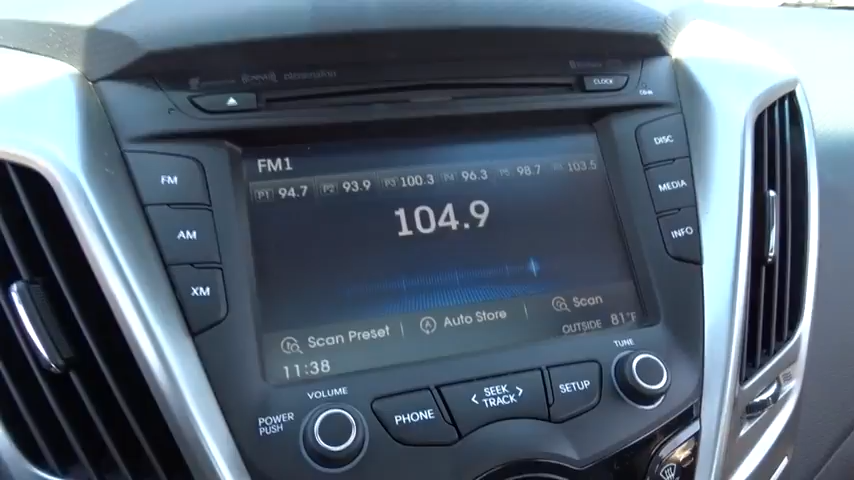 CLOCK
FM1
P1 94.7 P2 93.9 P3 100.3 P4 96.3 P5 98.7 103.5
104.9
Scan Preset Auto Store Scan
11:38 OUTSIDE 81°F
FM
AM
XM
DISC
MEDIA
INFO
POWER
PUSH
VOLUME
PHONE
SEEK
TRACK
SETUP
TUNE